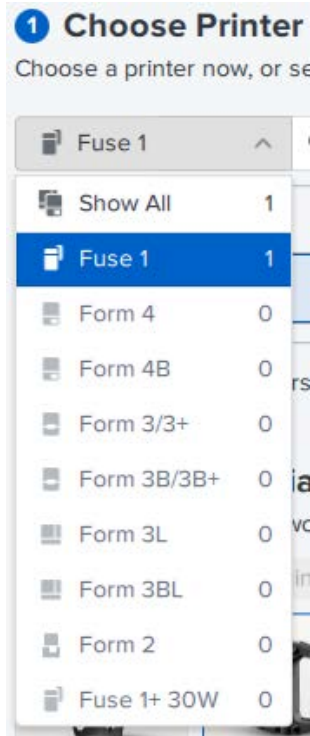 1 Choose Printer
Choose a printer now, or se
Fuse 1
Show All 1
Fuse 1 1
Form 4 0
Form 4B 0
Form 3/3+ 0
Form 3B/3B+ 0
Form 3L 0
Form 3BL 0
Form 2 0
Fuse 1+ 30W 0